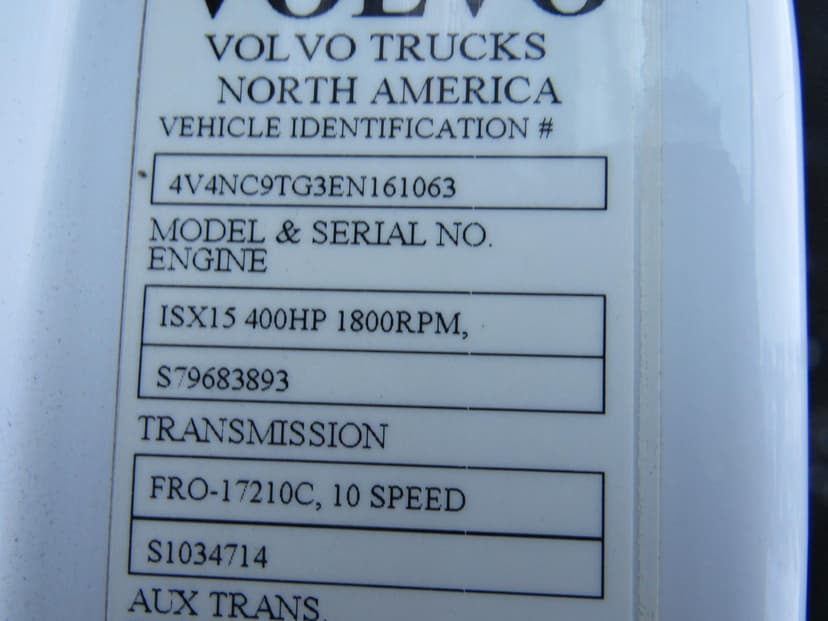 VOLVO
VOLVO TRUCKS
NORTH AMERICA
VEHICLE IDENTIFICATION #
4V4NC9TG3EN161063
MODEL & SERIAL NO.
ENGINE
ISX15 400HP 1800RPM,
S79683893
TRANSMISSION
FRO-17210C, 10 SPEED
S1034714
AUX TRANS.